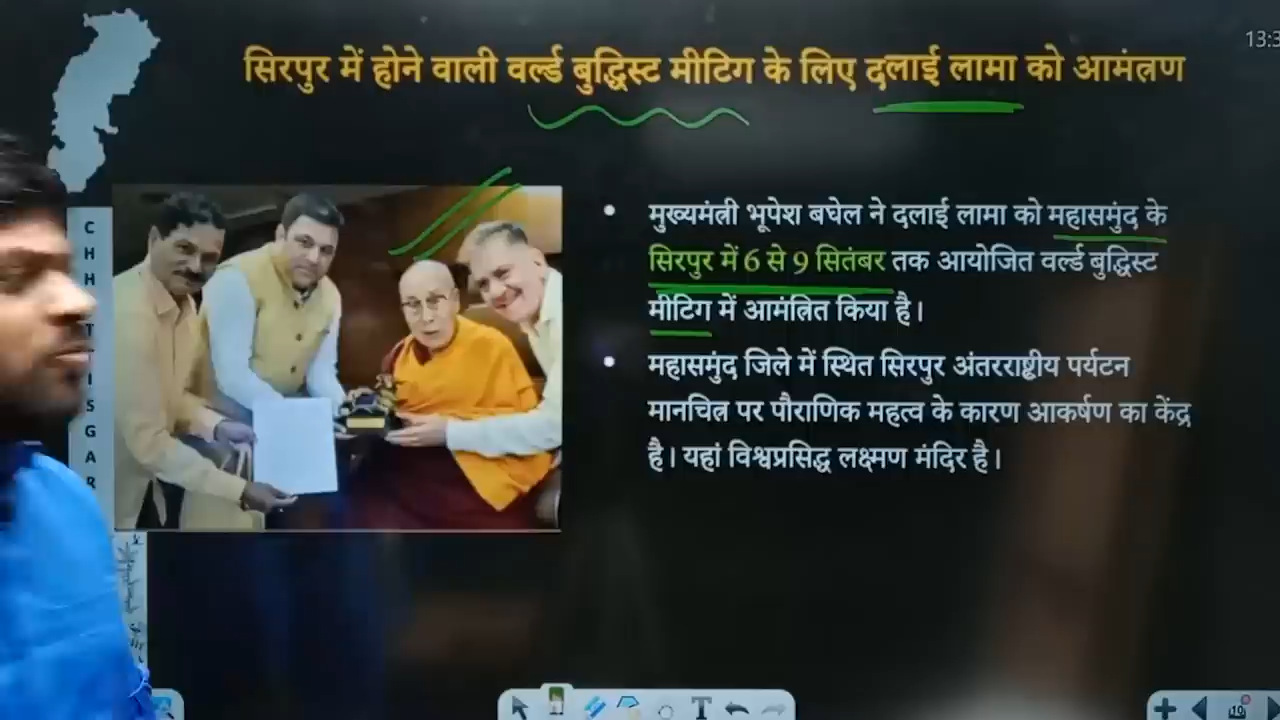 13:3
सिरपुर में होने वाली वर्ल्ड बुद्धिस्ट मीटिग के लिए दलाई लामा को आमंत्रण
मुख्यमंत्री भूपेश बघेल ने दलाई लामा को महासमुंद के
सिरपुर में 6 से 9 सितंबर तक आयोजित वर्ल्ड बुद्धिस्ट
मीटिग में आमंत्रित किया है।
महासमुंद जिले में स्थित सिरपुर अंतरराष्ट्रीय पर्यटन
मानचित्र पर पौराणिक महत्व के कारण आकर्षण का केंद्र
है। यहां विश्वप्रसिद्ध लक्ष्मण मंदिर है।
C
H
H
T
I
S
G
A
R
T
10